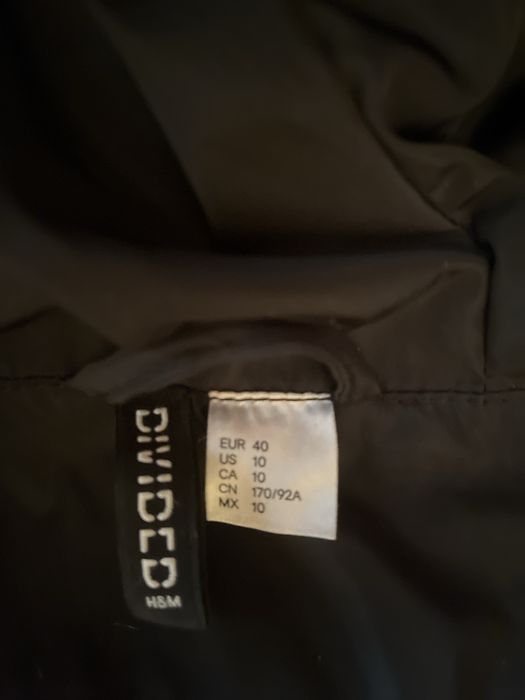 DIVIDED
H&M
EUR 40
US 10
CA 10
CN 170/92A
MX 10